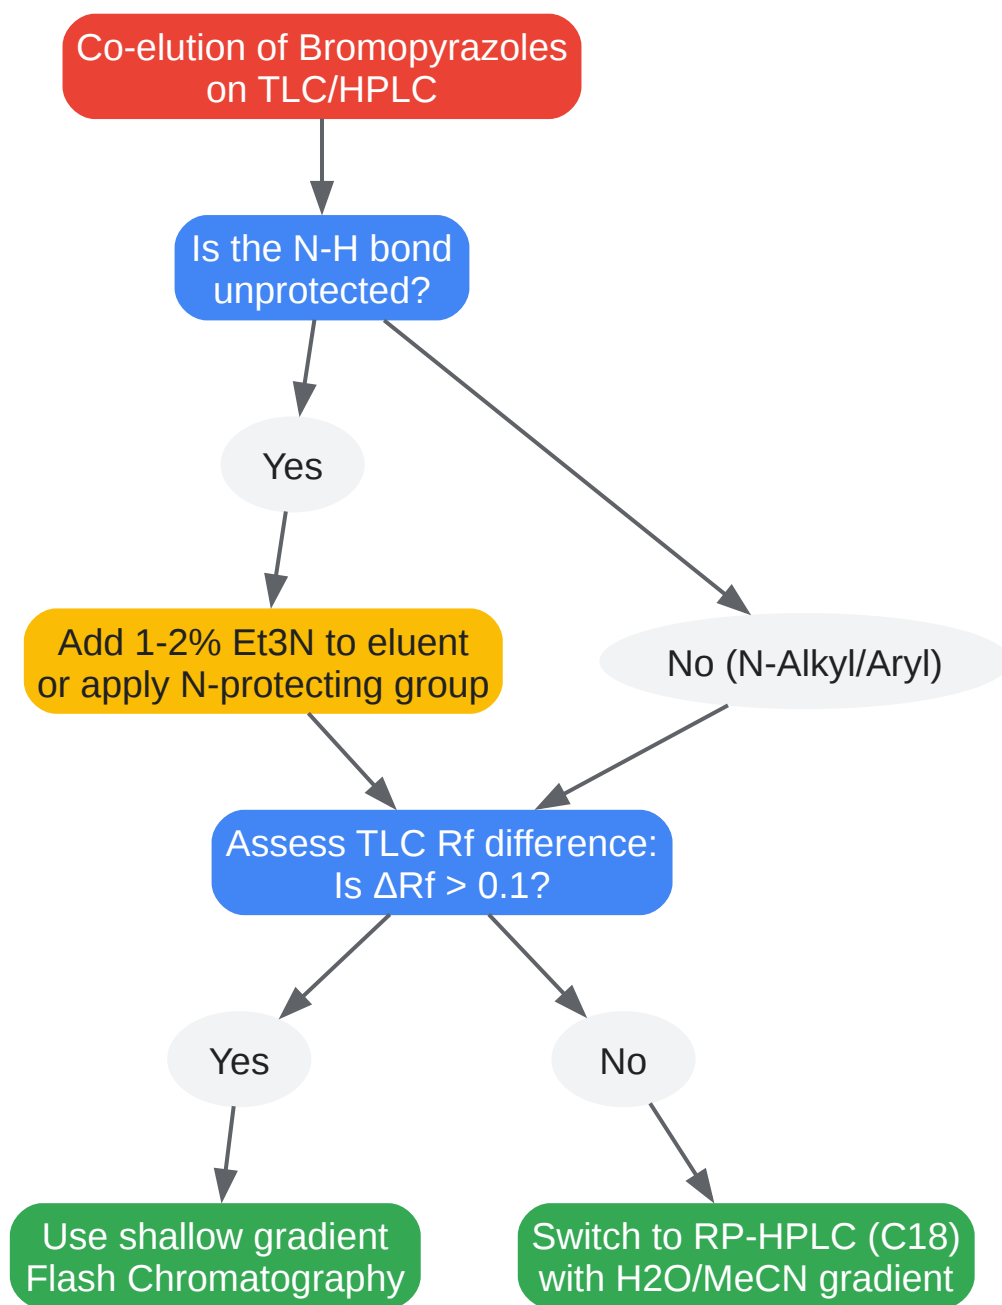 Co-elution of Bromopyrazoles
on TLC/HPLC
Is the N-H bond
unprotected?
Yes
Add 1-2% Et3N to eluent
or apply N-protecting group
No (N-Alkyl/Aryl)
Assess TLC Rf difference:
Is ΔRf > 0.1?
Yes
No
Use shallow gradient
Flash Chromatography
Switch to RP-HPLC (C18)
with H2O/MeCN gradient